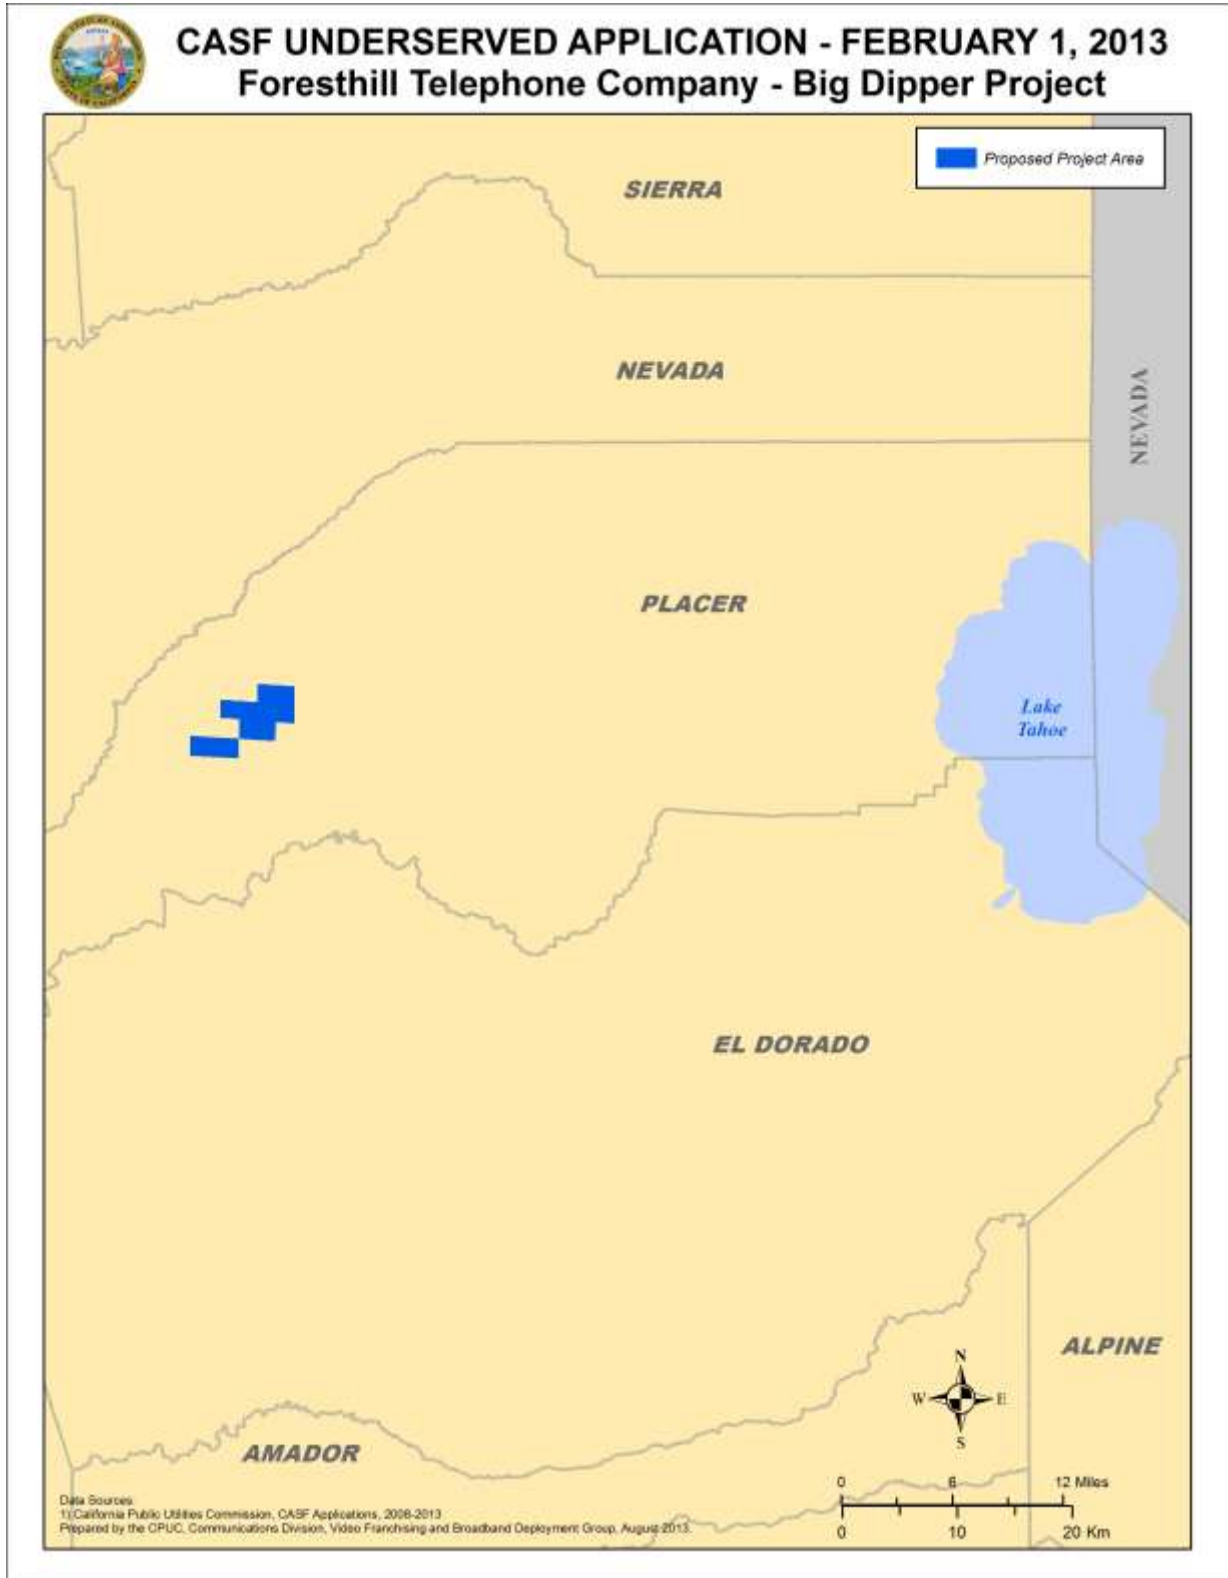 CASF UNDERSERVED APPLICATION - FEBRUARY 1, 2013
Foresthill Telephone Company - Big Dipper Project
Proposed Project Area
SIERRA
NEVADA
NEVADA
PLACER
Lake
Tahoe
EL DORADO
ALPINE
N
W E
S
AMADOR
0 6 12 Miles
0 10 20 Km
Data Sources:
1) California Public Utilities Commission, CASF Applications, 2008-2013
Prepared by the CPUC, Communications Division, Video Franchising and Broadband Deployment Group, August 2013.